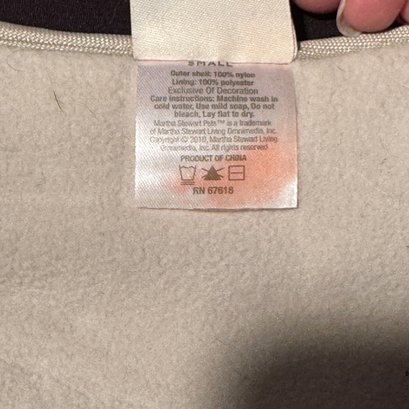 SMALL
Outer shell: 100% nylon
Lining: 100% polyester
Exclusive Of Decoration
Care instructions: Machine wash in
cold water, Use mild soap, Do not
bleach, Lay flat to dry.
Martha Stewart Pets™ is a trademark
of Martha Stewart Living Omnimedia, Inc.
Copyright © 2010, Martha Stewart Living
Omnimedia, Inc. All rights reserved.
PRODUCT OF CHINA
RN 67618